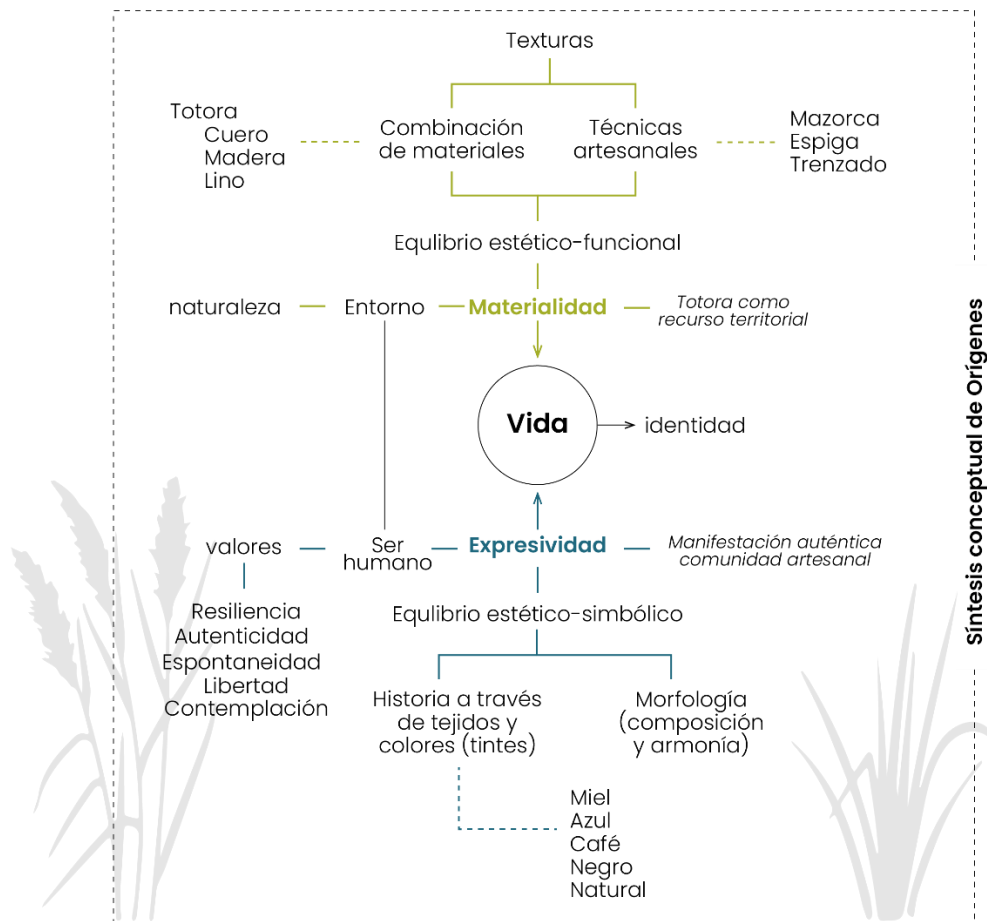 Texturas
Totora
Cuero
Madera
Lino
Combinación
de materiales
Técnicas
artesanales
Mazorca
Espiga
Trenzado
Equlibrio estético-funcional
naturaleza
Entorno
Materialidad
Totora como
recurso territorial
Vida
identidad
Síntesis conceptual de Orígenes
valores
Ser
humano
Expresividad
Manifestación auténtica
comunidad artesanal
Resiliencia
Autenticidad
Espontaneidad
Libertad
Contemplación
Equlibrio estético-simbólico
Historia a través
de tejidos y
colores (tintes)
Morfología
(composición
y armonía)
Miel
Azul
Café
Negro
Natural